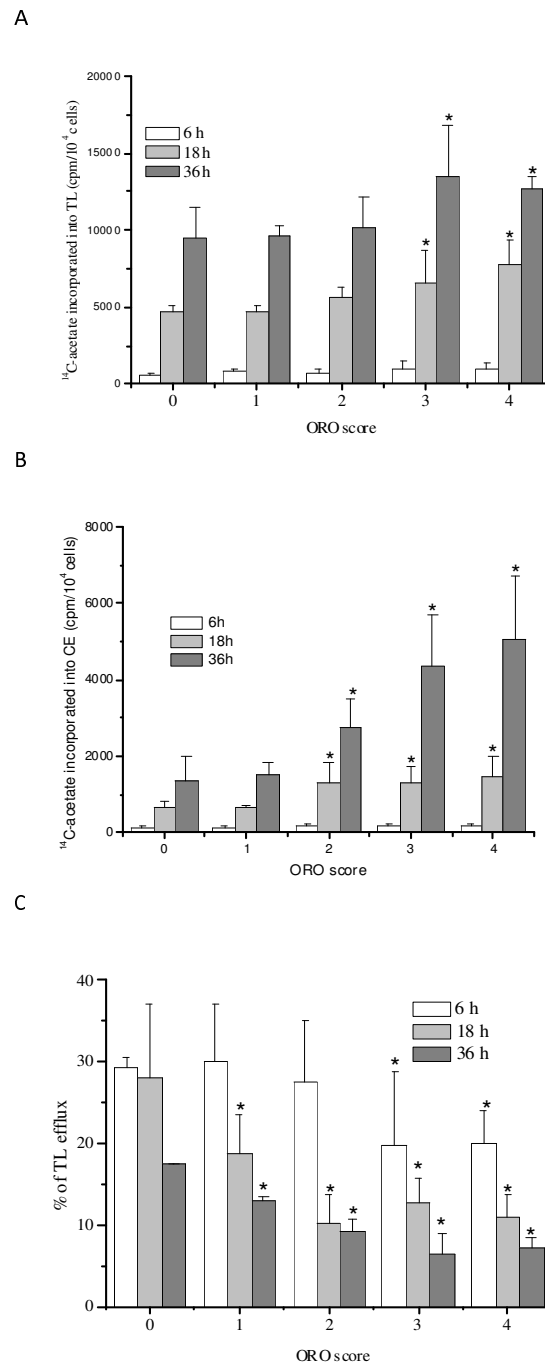 A
¹⁴C-acetate incorporated into TL (cpm/10⁴ cells)
20000
15000
10000
5000
0
6 h
18h
36h
* * * *
0 1 2 3 4
ORO score
B
¹⁴C-acetate incorporated into CE (cpm/10⁴cells)
8000
6000
4000
2000
0
6h
18h
36h
* * * * * *
0 1 2 3 4
ORO score
C
% of TL efflux
40
30
20
10
0
6 h
18 h
36 h
* * * * * * * * * *
0 1 2 3 4
ORO score